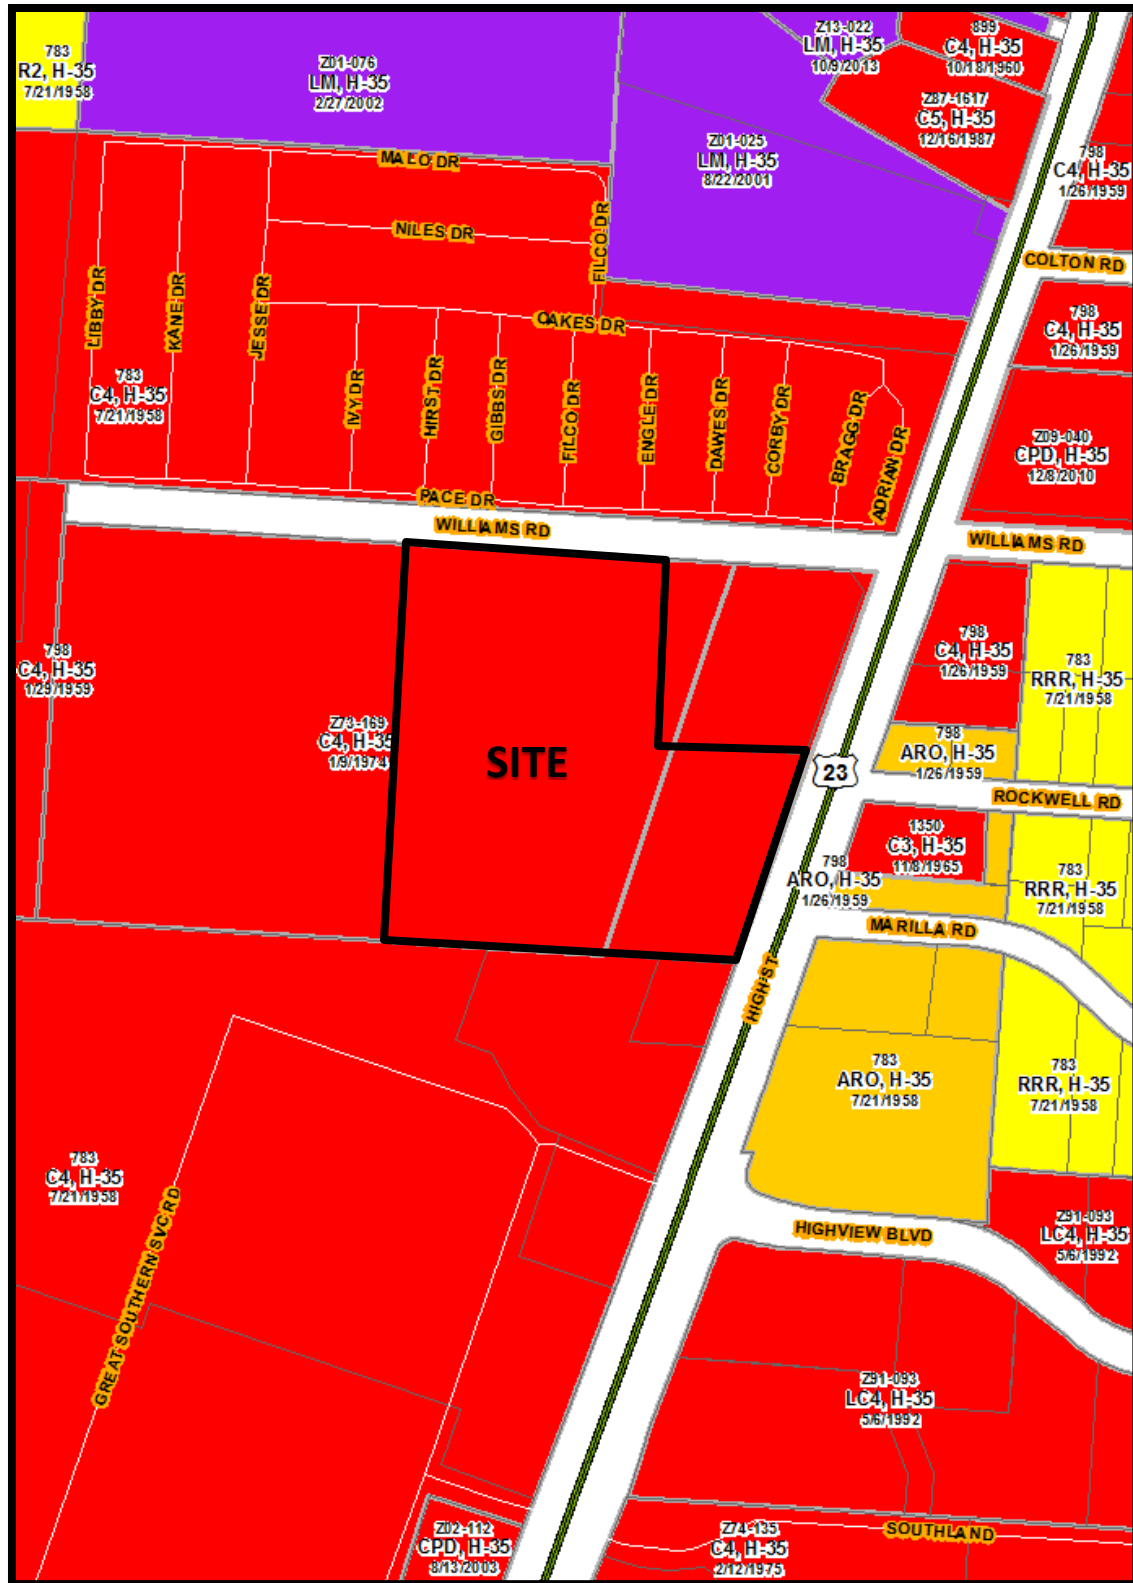 783
R2, H-35
7/21/1958
Z01-076
LM, H-35
2/27/2002
Z13-022
LM, H-35
10/9/2013
899
C4, H-35
10/18/1960
Z87-1617
C5, H-35
12/16/1987
Z01-025
LM, H-35
8/22/2001
798
C4, H-35
1/26/1959
MALO DR
NILES DR
FILCO DR
COLTON RD
LIBBY DR
KANE DR
JESSE DR
OAKES DR
798
C4, H-35
1/26/1959
783
C4, H-35
7/21/1958
IVY DR
HIRST DR
GIBBS DR
FILCO DR
ENGLE DR
DAWES DR
CORBY DR
BRAGG DR
ADRIAN DR
Z09-040
CPD, H-35
12/8/2010
PACE DR
WILLIAMS RD
WILLIAMS RD
798
C4, H-35
1/29/1959
798
C4, H-35
1/26/1959
783
RRR, H-35
7/21/1958
Z73-169
C4, H-35
1/9/1974
SITE
798
ARO, H-35
1/26/1959
23
ROCKWELL RD
1350
C3, H-35
11/8/1965
798
ARO, H-35
1/26/1959
783
RRR, H-35
7/21/1958
MARILLA RD
HIGH ST
783
ARO, H-35
7/21/1958
783
RRR, H-35
7/21/1958
783
C4, H-35
7/21/1958
GREAT SOUTHERN SVC RD
HIGHVIEW BLVD
Z91-093
LC4, H-35
5/6/1992
Z91-093
LC4, H-35
5/6/1992
Z02-112
CPD, H-35
8/13/2003
Z74-135
C4, H-35
2/12/1975
SOUTHLAND